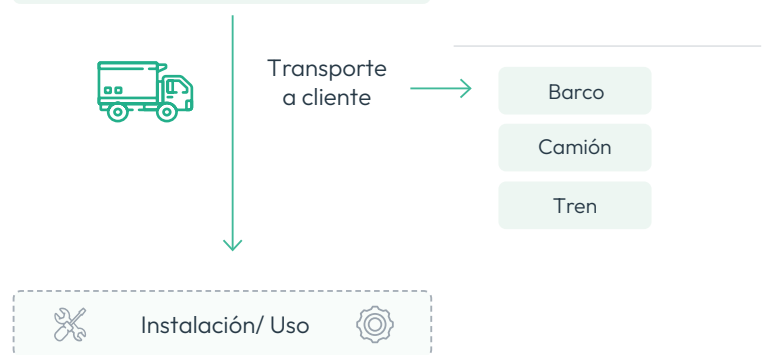 Transporte
a cliente
Barco
Camión
Tren
Instalación/ Uso